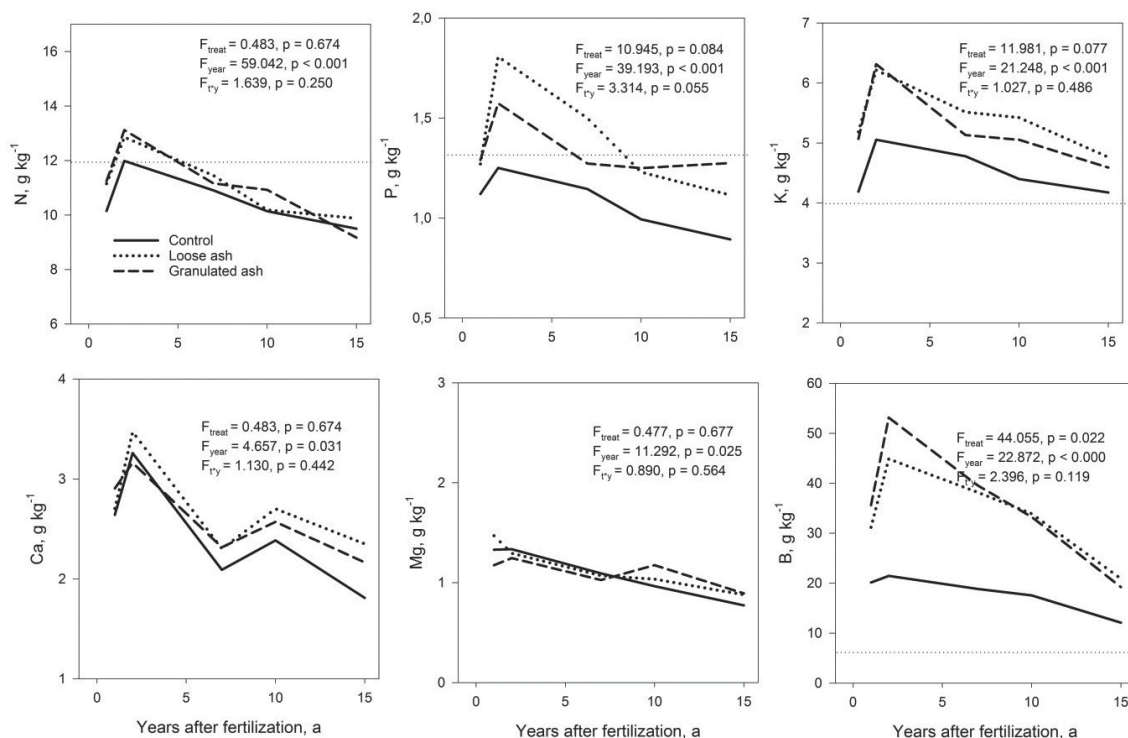 N, g kg-1
16
14
12
10
8
6
0
5
10
15
Ftreat = 0.483, p = 0.674
Fyear = 59.042, p < 0.001
Ft*y = 1.639, p = 0.250
Control
Loose ash
Granulated ash
P, g kg-1
2,0
1,5
1,0
0,5
0
5
10
15
Ftreat = 10.945, p = 0.084
Fyear = 39.193, p < 0.001
Ft*y = 3.314, p = 0.055
K, g kg-1
7
6
5
4
3
2
0
5
10
15
Ftreat = 11.981, p = 0.077
Fyear = 21.248, p < 0.001
Ft*y = 1.027, p = 0.486
Ca, g kg-1
4
3
2
1
0
5
10
15
Ftreat = 0.483, p = 0.674
Fyear = 4.657, p = 0.031
Ft*y = 1.130, p = 0.442
Years after fertilization, a
Mg, g kg-1
3
2
1
0
0
5
10
15
Ftreat = 0.477, p = 0.677
Fyear = 11.292, p = 0.025
Ft*y = 0.890, p = 0.564
Years after fertilization, a
B, g kg-1
60
50
40
30
20
10
0
0
5
10
15
Ftreat = 44.055, p = 0.022
Fyear = 22.872, p < 0.000
Ft*y = 2.396, p = 0.119
Years after fertilization, a